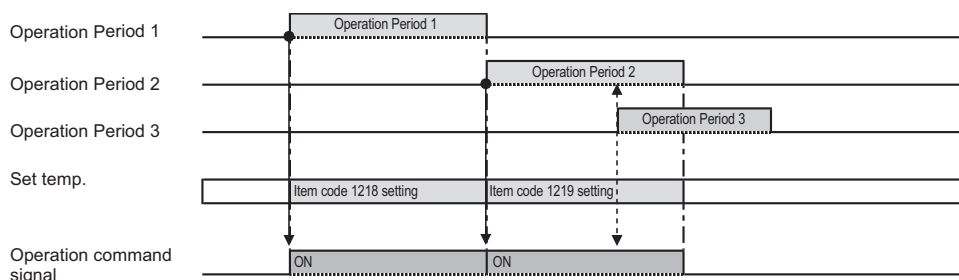 Operation Period 1
Operation Period 1
Operation Period 2
Operation Period 2
Operation Period 3
Operation Period 3
Set temp.
Item code 1218 setting
Item code 1219 setting
Operation command
signal
ON
ON